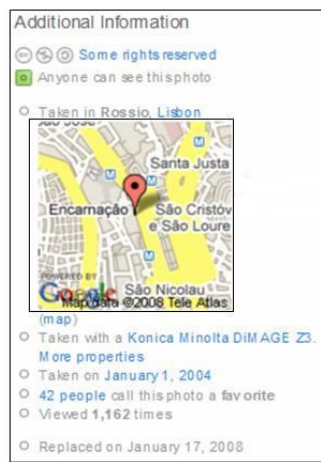 Additional Information
Some rights reserved
Anyone can see this photo
Taken in Rossio, Lisbon
São José
M
Santa Justa
M
M
Encarnação
São Cristóv
e São Loure
M
POWERED BY
Google
São Nicolau
Map data ©2008 Tele Atlas
(map)
Taken with a Konica Minolta DiMAGE Z3.
More properties
Taken on January 1, 2004
42 people call this photo a favorite
Viewed 1,162 times
Replaced on January 17, 2008